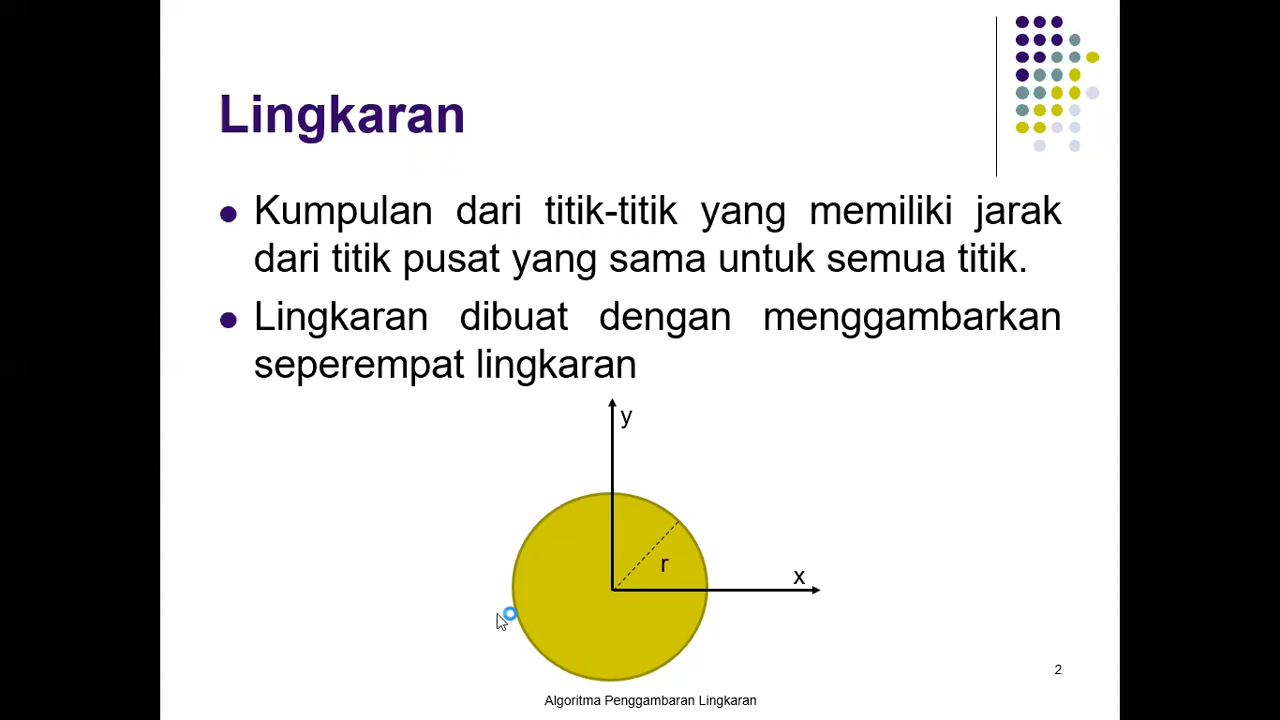 Lingkaran
Kumpulan dari titik-titik yang memiliki jarak
dari titik pusat yang sama untuk semua titik.
Lingkaran dibuat dengan menggambarkan
seperempat lingkaran
y
r
x
2
Algoritma Penggambaran Lingkaran